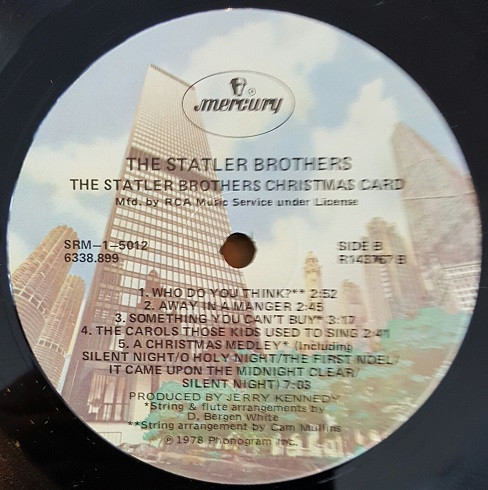 mercury ®
THE STATLER BROTHERS
THE STATLER BROTHERS CHRISTMAS CARD
Mfd. by RCA Music Service under License
SRM-1-5012
6338.899
SIDE B
R143767 B
1. WHO DO YOU THINK?** 2:52
2. AWAY IN A MANGER 2:45
3. SOMETHING YOU CAN'T BUY* 3:17
4. THE CAROLS THOSE KIDS USED TO SING 2:41
5. A CHRISTMAS MEDLEY* (Including
SILENT NIGHT/O HOLY NIGHT/THE FIRST NOEL/
IT CAME UPON THE MIDNIGHT CLEAR/
SILENT NIGHT) 7:03
PRODUCED BY JERRY KENNEDY
*String & flute arrangements by
D. Bergen White
**String arrangement by Cam Mullins
℗ 1978 Phonogram Inc.